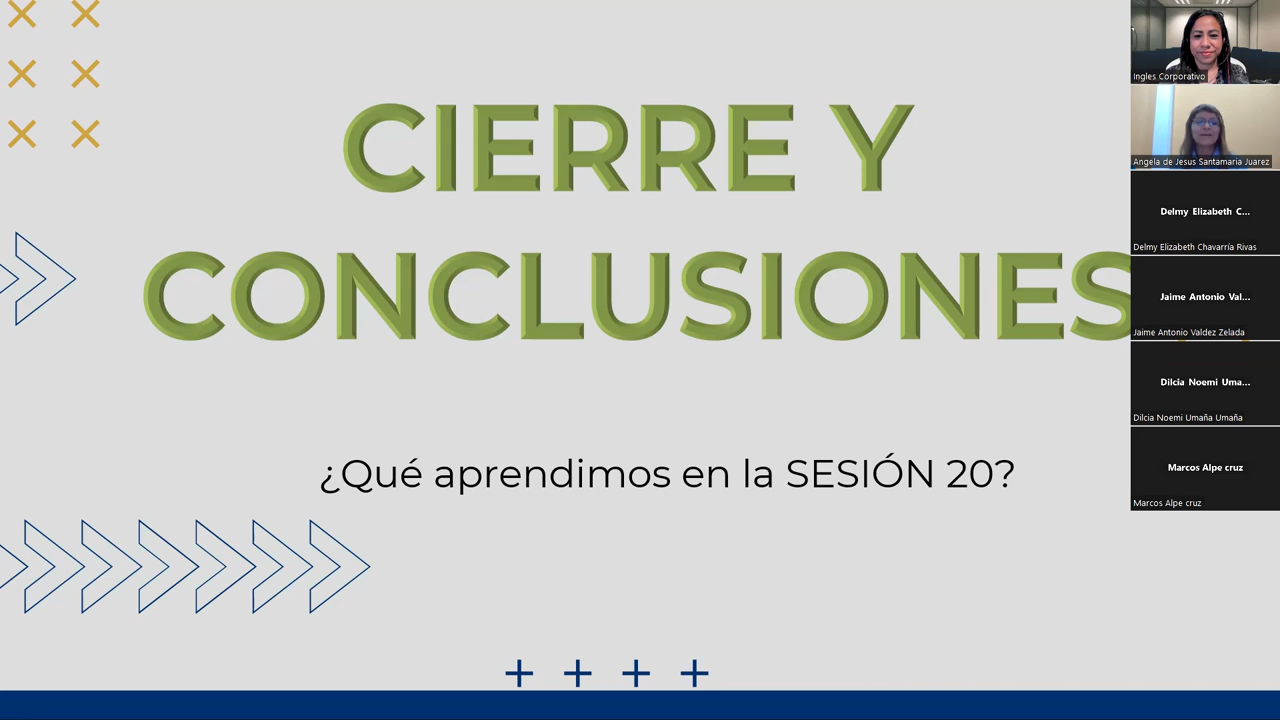 CIERRE Y
CONCLUSIONES
¿Qué aprendimos en la SESIÓN 20?
Ingles Corporativo
Angela de Jesus Santamaria Juarez
Delmy Elizabeth C...
Delmy Elizabeth Chavarría Rivas
Jaime Antonio Val...
Jaime Antonio Valdez Zelada
Dilcia Noemi Uma...
Dilcia Noemi Umaña Umaña
Marcos Alpe cruz
Marcos Alpe cruz